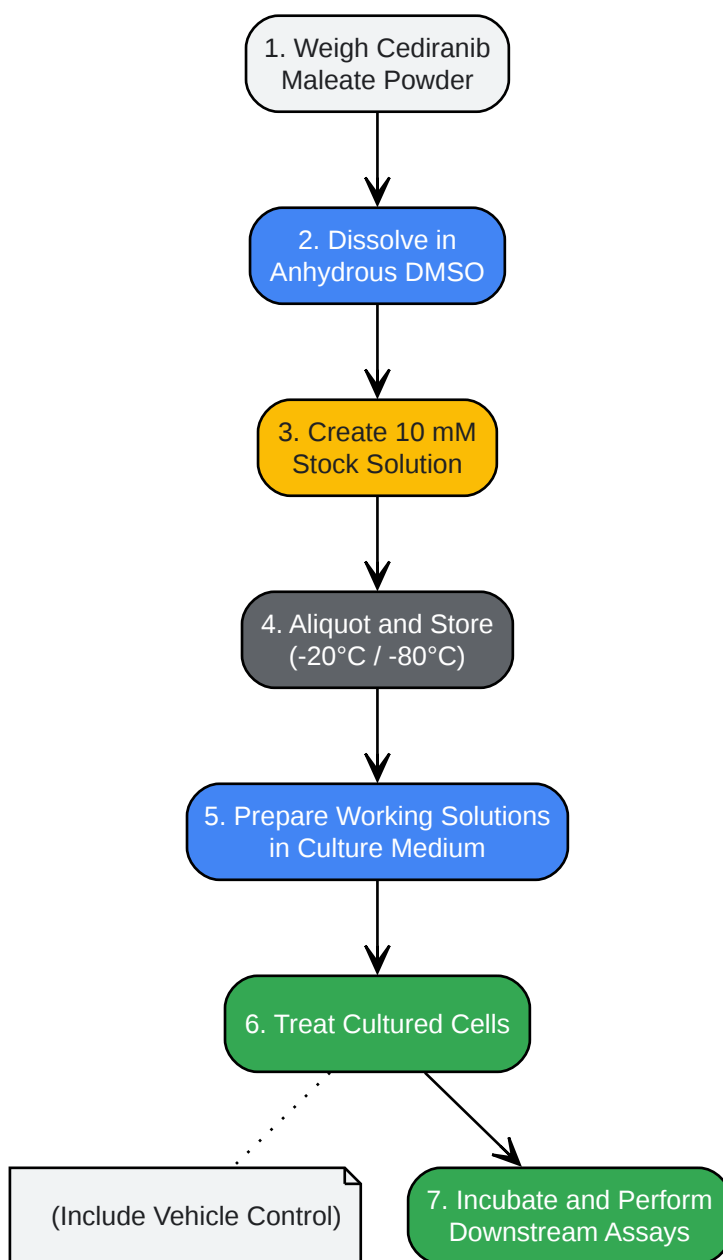 1. Weigh Cediranib
Maleate Powder
2. Dissolve in
Anhydrous DMSO
3. Create 10 mM
Stock Solution
4. Aliquot and Store
(-20°C / -80°C)
5. Prepare Working Solutions
in Culture Medium
6. Treat Cultured Cells
(Include Vehicle Control)
7. Incubate and Perform
Downstream Assays